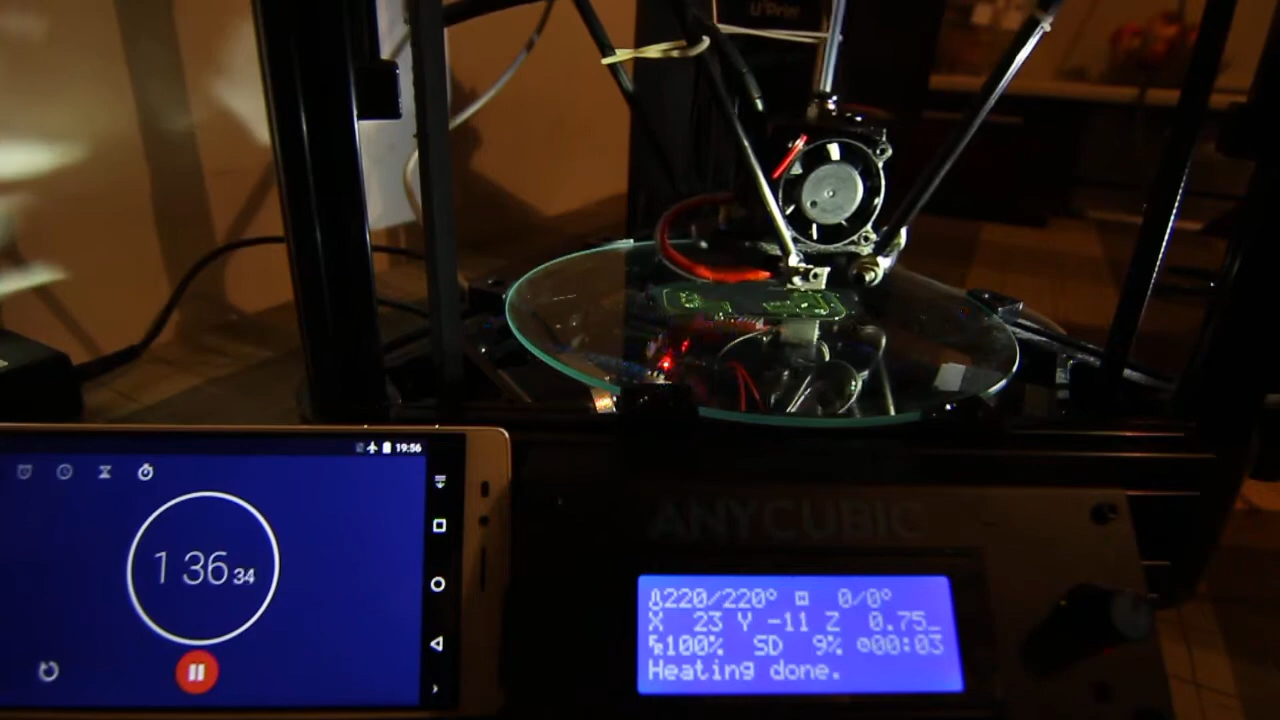 U'Print
19:56
1 36 34
ANYCUBIC
220/220° 0/0°
X 23 Y -11 Z 0.75
100% SD 9% 00:03
Heating done.